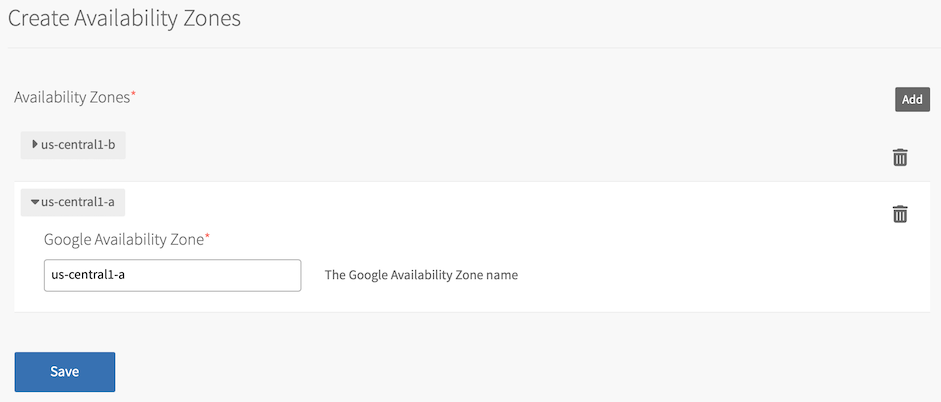 Create Availability Zones
Availability Zones*
Add
us-central1-b
us-central1-a
Google Availability Zone*
us-central1-a
The Google Availability Zone name
Save